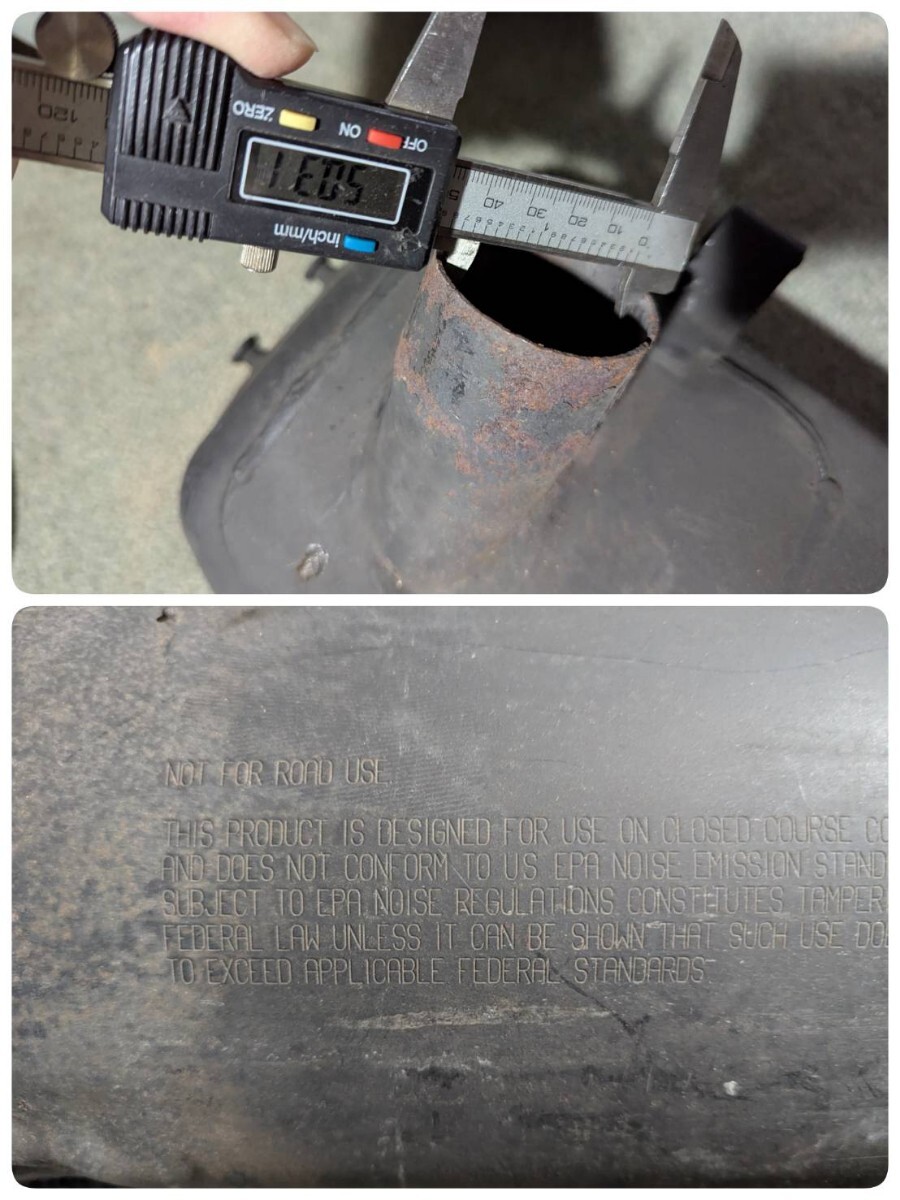 inch/mm
50.31
OFF ON ZERO
0 10 20 30 40 5
120
NOT FOR ROAD USE
THIS PRODUCT IS DESIGNED FOR USE ON CLOSED COURSE CO
AND DOES NOT CONFORM TO US EPA NOISE EMISSION STAND
SUBJECT TO EPA NOISE REGULATIONS CONSTITUTES TAMPER
FEDERAL LAW UNLESS IT CAN BE SHOWN THAT SUCH USE DOE
TO EXCEED APPLICABLE FEDERAL STANDARDS